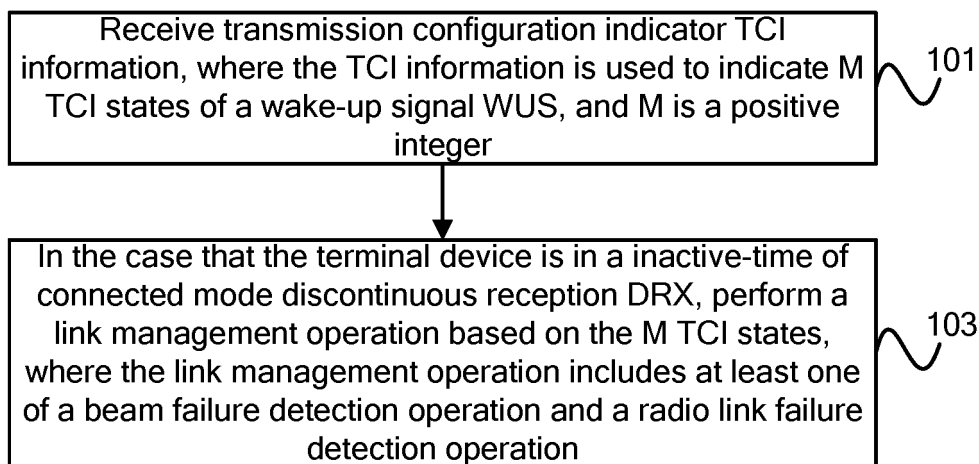 Receive transmission configuration indicator TCI
information, where the TCI information is used to indicate M
TCI states of a wake-up signal WUS, and M is a positive
integer
101
In the case that the terminal device is in a inactive-time of
connected mode discontinuous reception DRX, perform a
link management operation based on the M TCI states,
where the link management operation includes at least one
of a beam failure detection operation and a radio link failure
detection operation
103